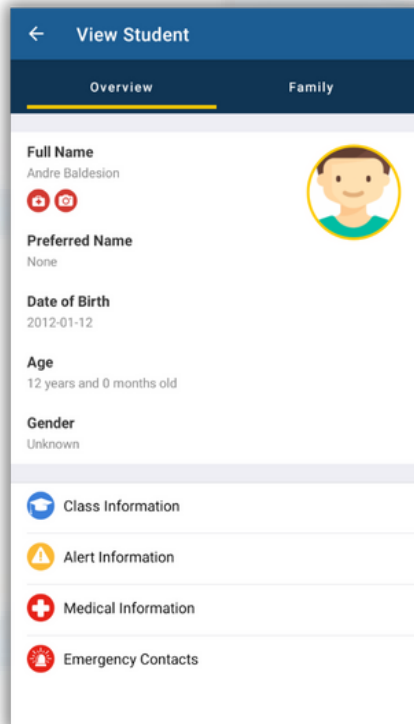 View Student
Overview Family
Full Name
Andre Baldesion
Preferred Name
None
Date of Birth
2012-01-12
Age
12 years and 0 months old
Gender
Unknown
Class Information
Alert Information
Medical Information
Emergency Contacts